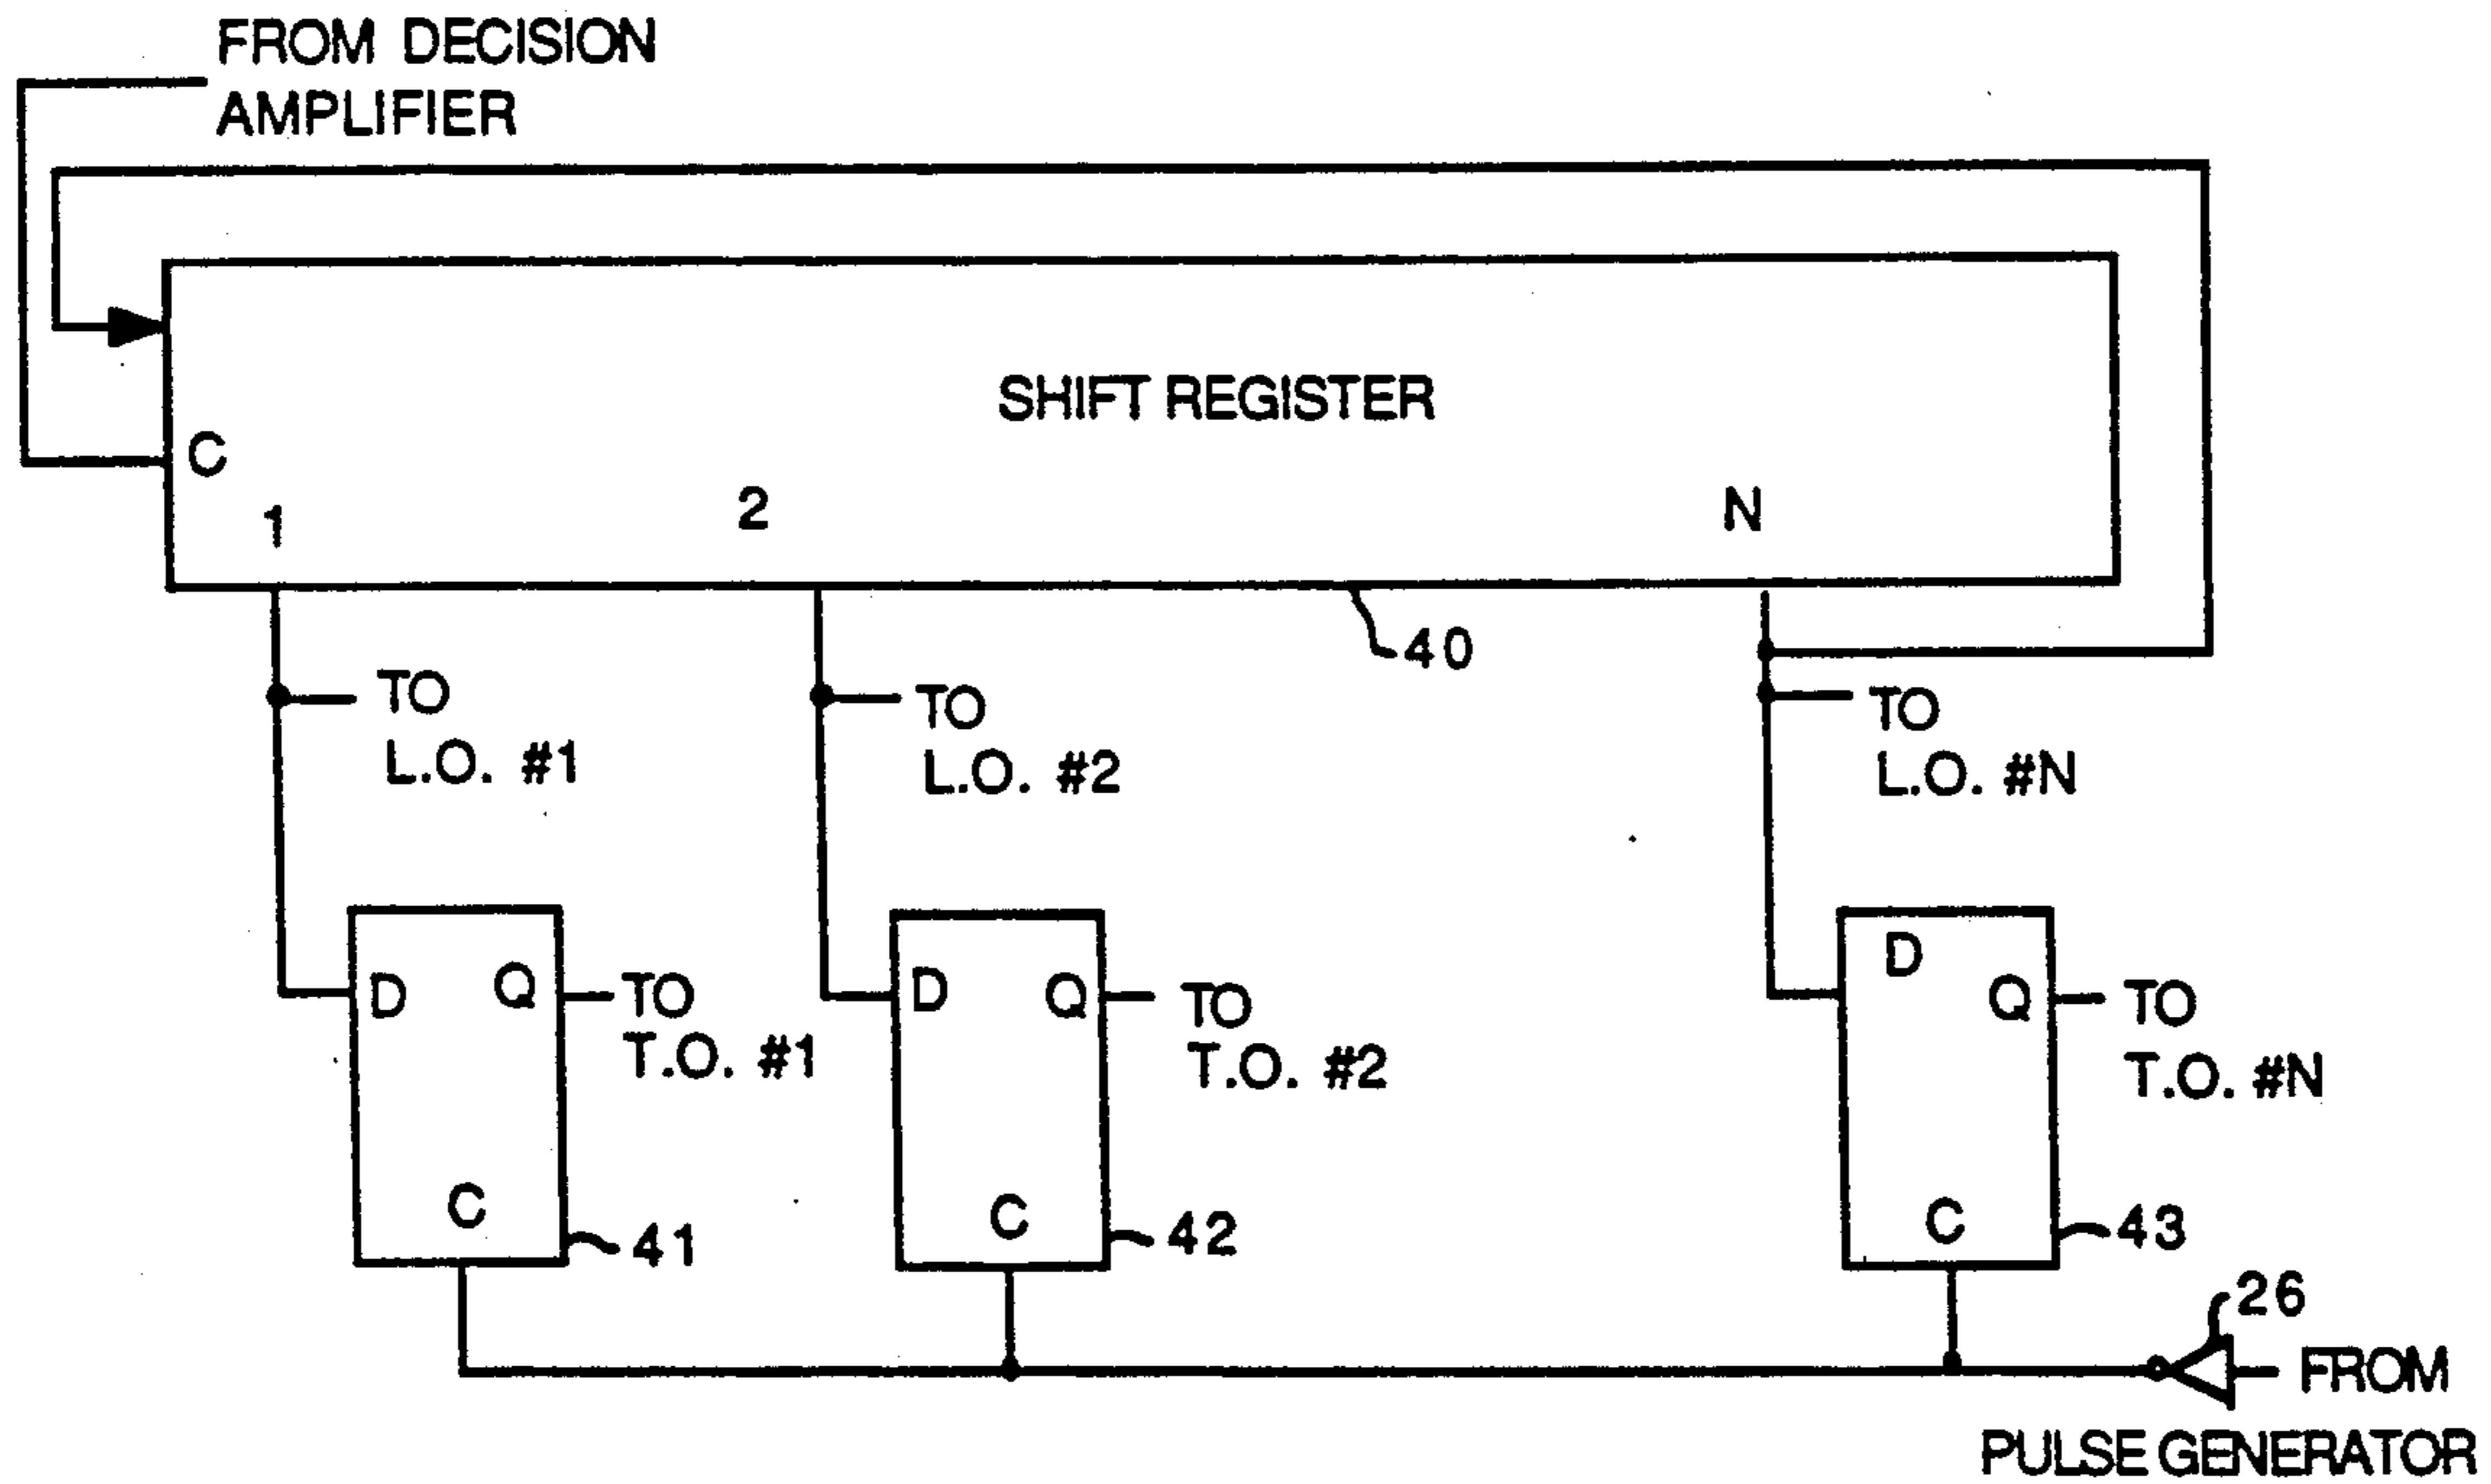 FROM DECISION
AMPLIFIER
SHIFT REGISTER
C
1
2
N
40
TO
L.O. #1
TO
L.O. #2
TO
L.O. #N
D
Q
TO
T.O. #1
C
41
D
Q
TO
T.O. #2
C
42
D
Q
TO
T.O. #N
C
43
26
FROM
PULSE GENERATOR